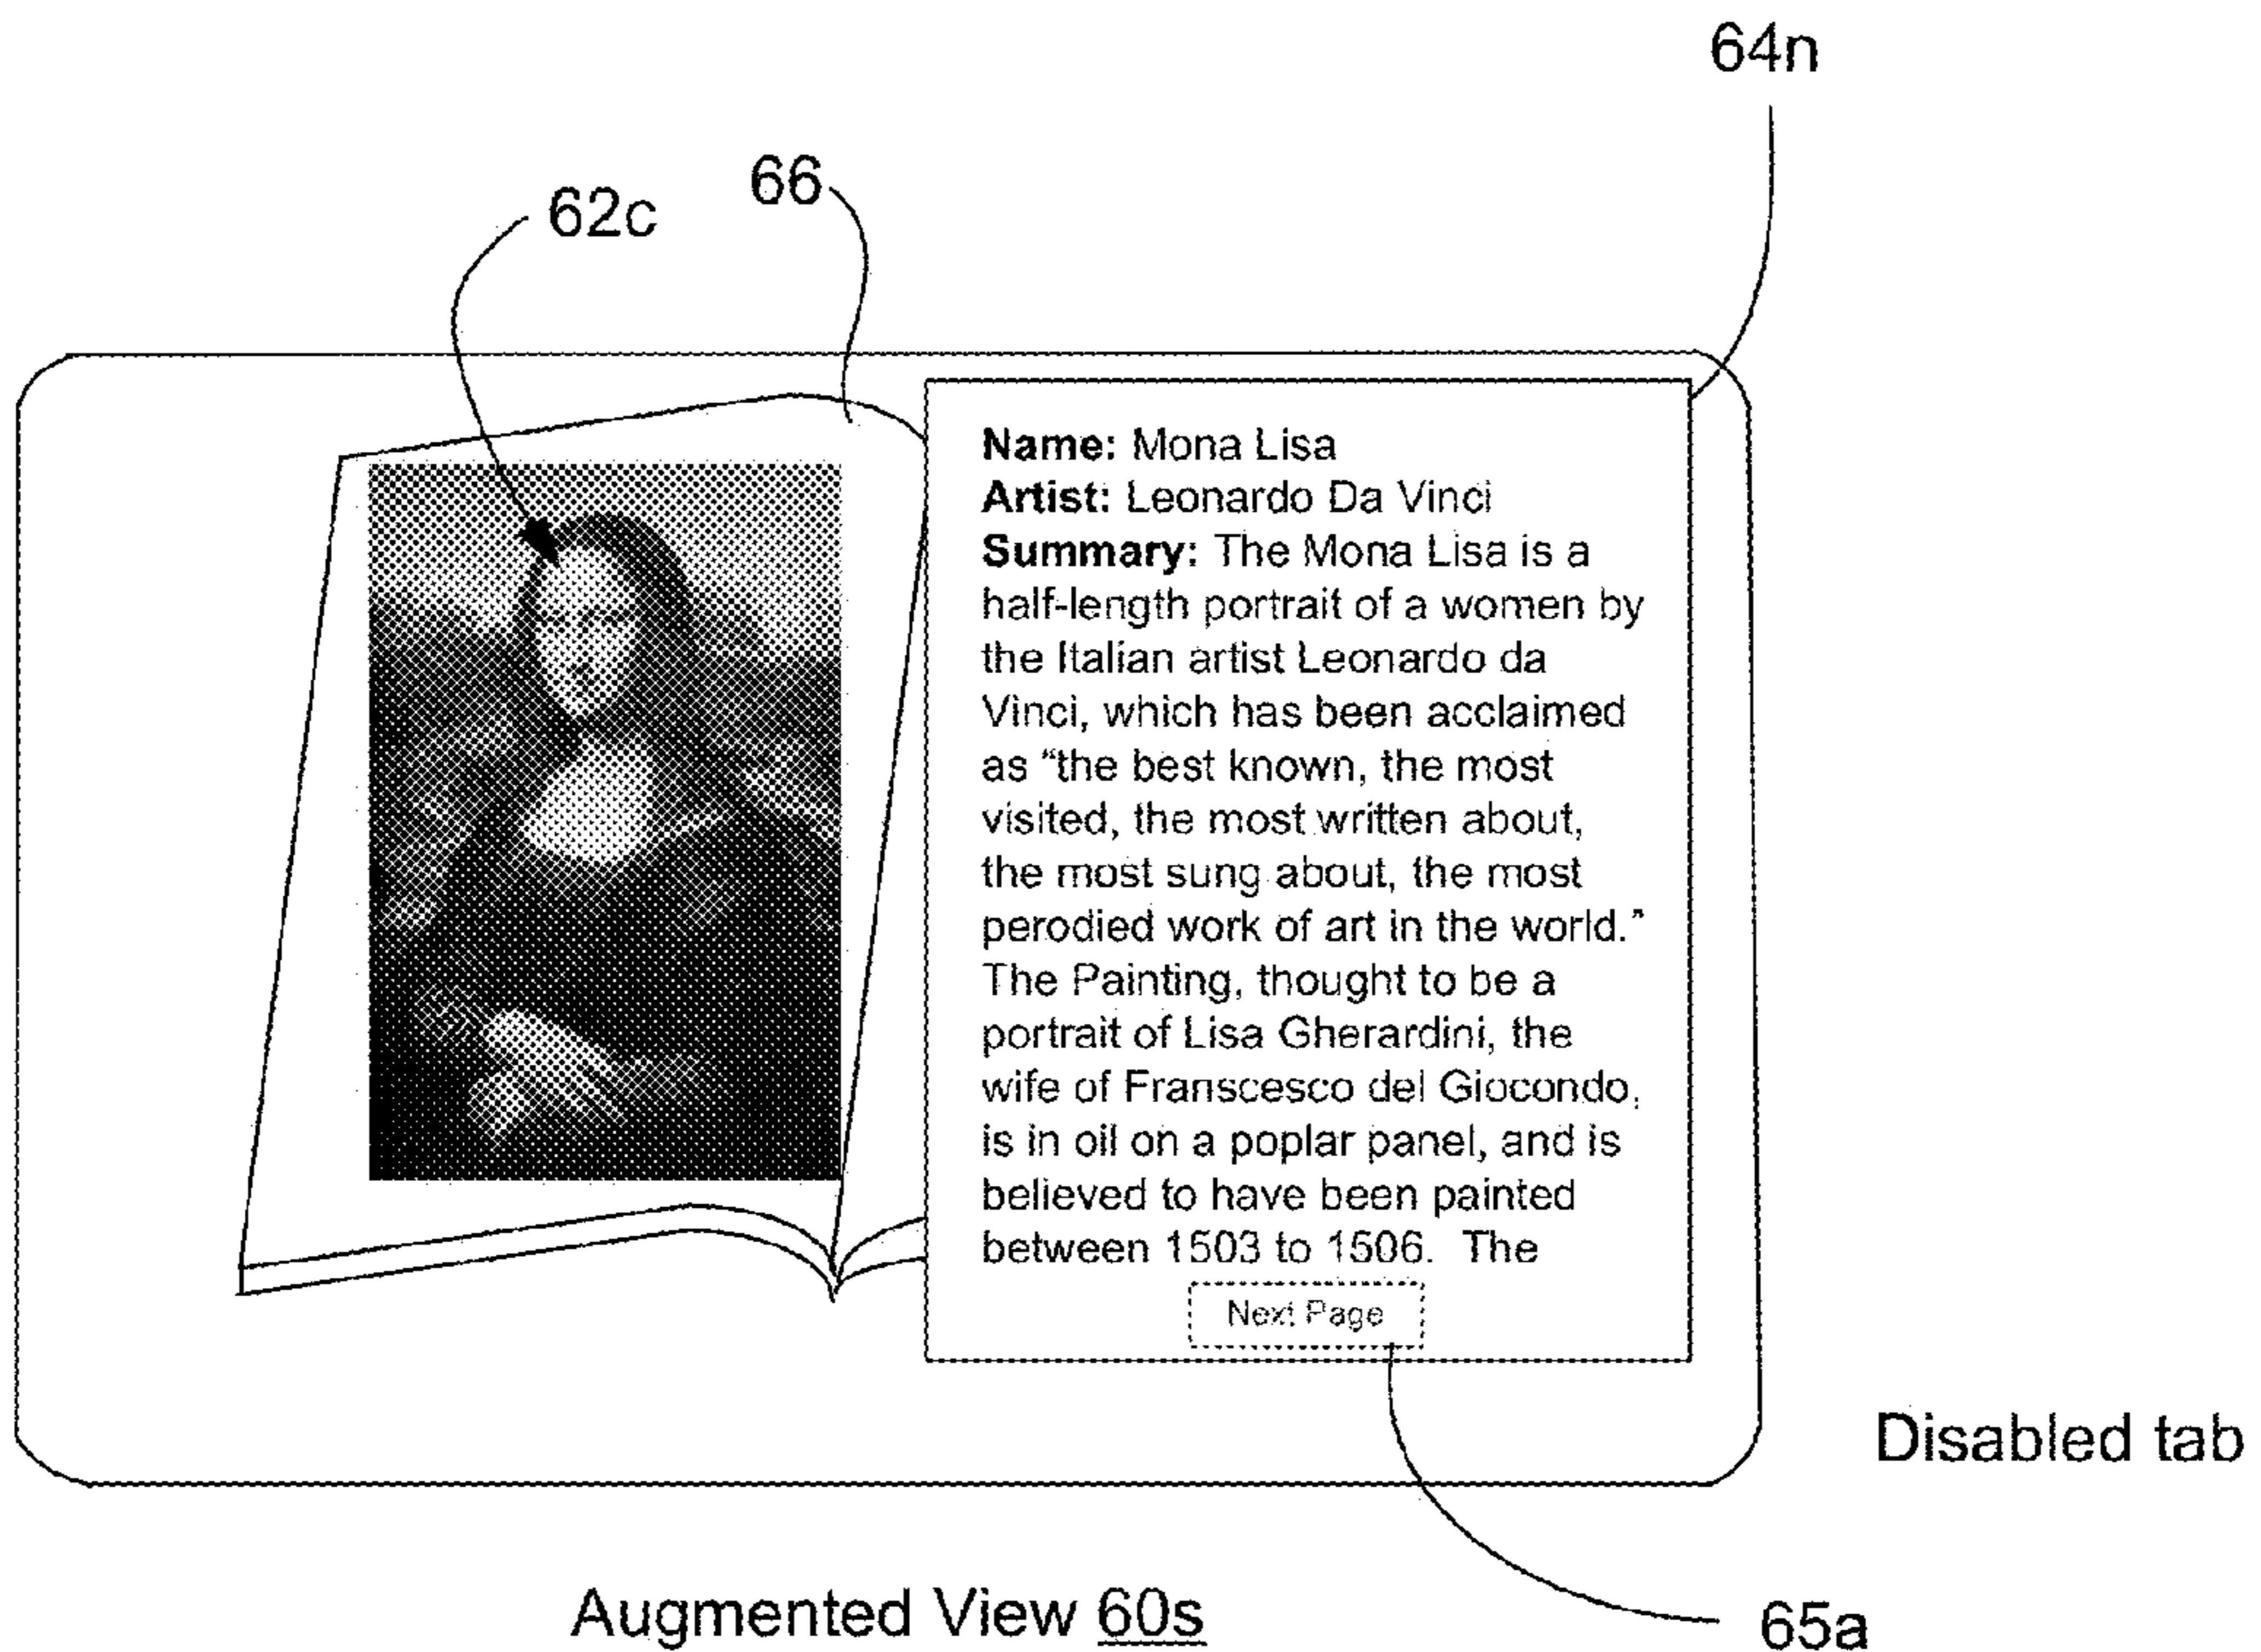 64n
66
62c
Name: Mona Lisa
Artist: Leonardo Da Vinci
Summary: The Mona Lisa is a
half-length portrait of a women by
the Italian artist Leonardo da
Vinci, which has been acclaimed
as “the best known, the most
visited, the most written about,
the most sung about, the most
perodied work of art in the world.”
The Painting, thought to be a
portrait of Lisa Gherardini, the
wife of Franscesco del Giocondo,
is in oil on a poplar panel, and is
believed to have been painted
between 1503 to 1506. The
Next Page
Disabled tab
Augmented View 60s
65a